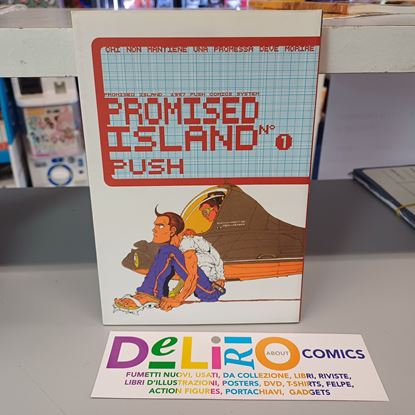 CHI NON MANTIENE UNA PROMESSA DEVE MORIRE
PROMISED ISLAND 1997 PUSH COMICS SYSTEM
PROMISED
ISLAND N° 1
PUSH
DeLiRiO ABOUT COMICS
FUMETTI NUOVI, USATI, DA COLLEZIONE, LIBRI, RIVISTE,
LIBRI D'ILLUSTRAZIONI, POSTERS, DVD, T-SHIRTS, FELPE,
ACTION FIGURES, PORTACHIAVI, GADGETS